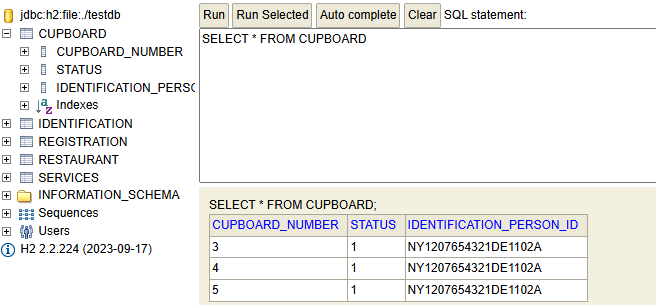 jdbc:h2:file:./testdb
CUPBOARD
CUPBOARD_NUMBER
STATUS
IDENTIFICATION_PERSO
Indexes
IDENTIFICATION
REGISTRATION
RESTAURANT
SERVICES
INFORMATION_SCHEMA
Sequences
Users
H2 2.2.224 (2023-09-17)
Run Run Selected Auto complete Clear SQL statement:
SELECT * FROM CUPBOARD
SELECT * FROM CUPBOARD;
CUPBOARD_NUMBER STATUS IDENTIFICATION_PERSON_ID
3 1 NY1207654321DE1102A
4 1 NY1207654321DE1102A
5 1 NY1207654321DE1102A